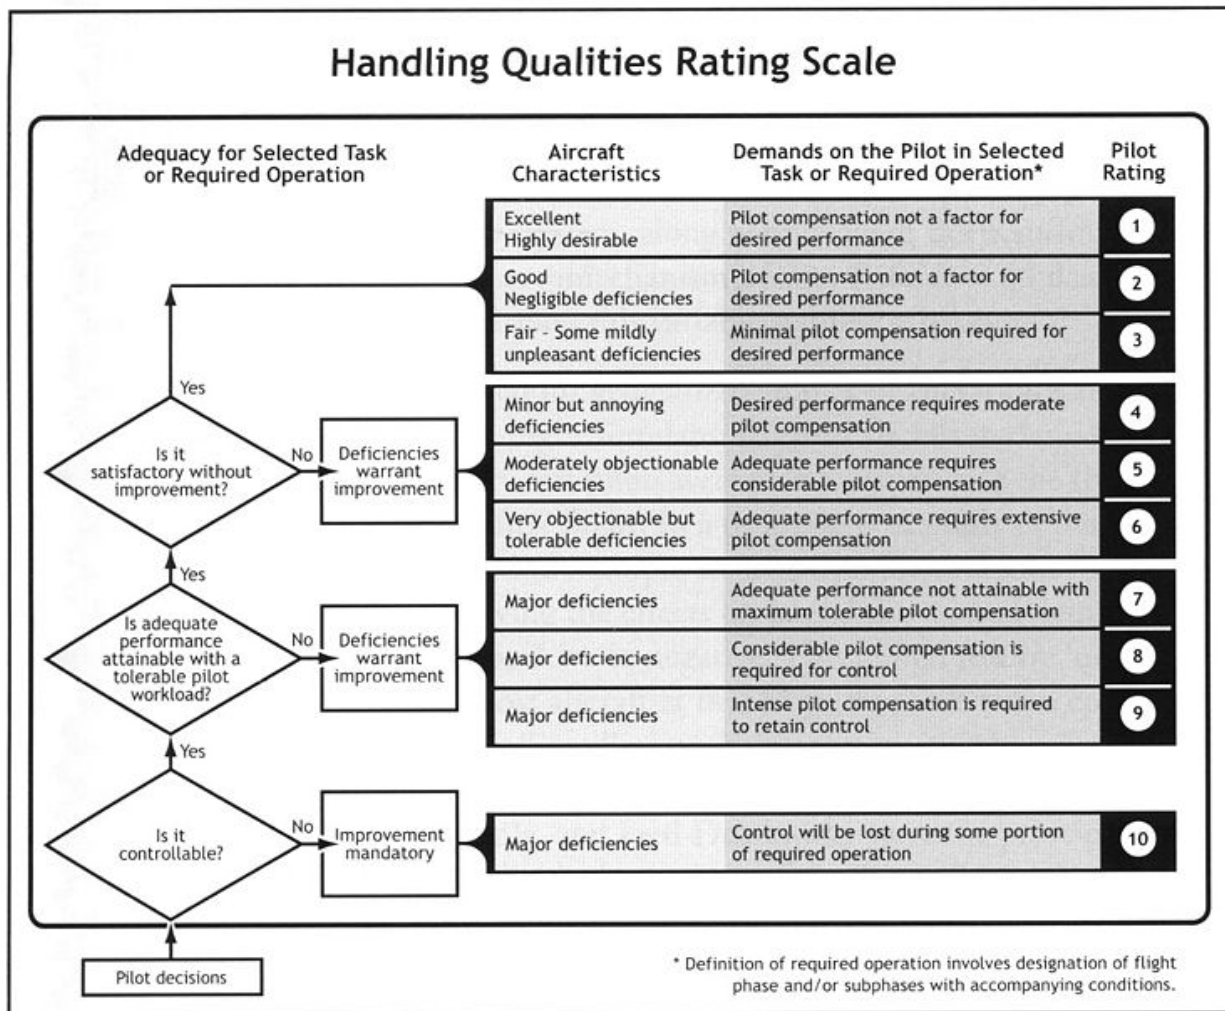 Handling Qualities Rating Scale
Adequacy for Selected Task
or Required Operation
Aircraft
Characteristics
Demands on the Pilot in Selected
Task or Required Operation*
Pilot
Rating
Excellent
Highly desirable
Pilot compensation not a factor for
desired performance
1
Good
Negligible deficiencies
Pilot compensation not a factor for
desired performance
2
Fair – Some mildly
unpleasant deficiencies
Minimal pilot compensation required for
desired performance
3
Yes
Is it
satisfactory without
improvement?
No
Deficiencies
warrant
improvement
Minor but annoying
deficiencies
Desired performance requires moderate
pilot compensation
4
Moderately objectionable
deficiencies
Adequate performance requires
considerable pilot compensation
5
Very objectionable but
tolerable deficiencies
Adequate performance requires extensive
pilot compensation
6
Yes
Is adequate
performance
attainable with a
tolerable pilot
workload?
No
Deficiencies
warrant
improvement
Major deficiencies
Adequate performance not attainable with
maximum tolerable pilot compensation
7
Major deficiencies
Considerable pilot compensation is
required for control
8
Major deficiencies
Intense pilot compensation is required
to retain control
9
Yes
Is it
controllable?
No
Improvement
mandatory
Major deficiencies
Control will be lost during some portion
of required operation
10
Pilot decisions
* Definition of required operation involves designation of flight
phase and/or subphases with accompanying conditions.